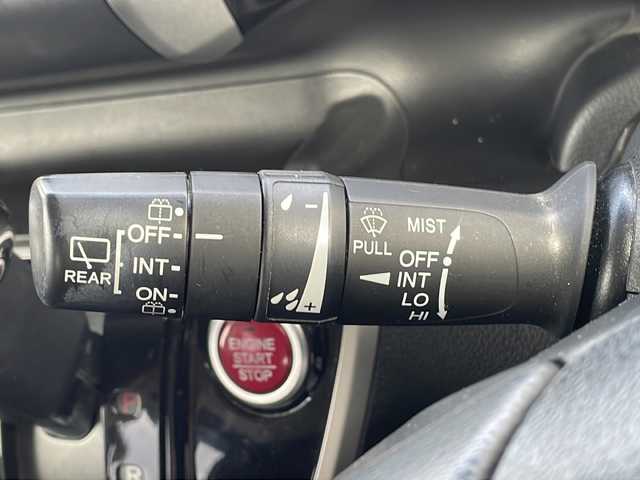 REAR
OFF
INT
ON
− 
+
PULL
MIST
OFF
INT
LO
HI
ENGINE
START
STOP
P
R